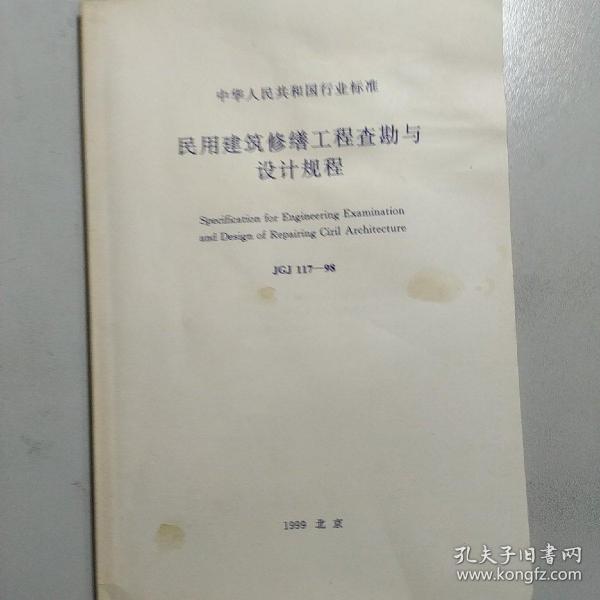 中华人民共和国行业标准
民用建筑修缮工程查勘与
设计规程
Specification for Engineering Examination
and Design of Repairing Ciril Architecture
JGJ 117—98
1999 北京
孔夫子旧书网
www.kongfz.com